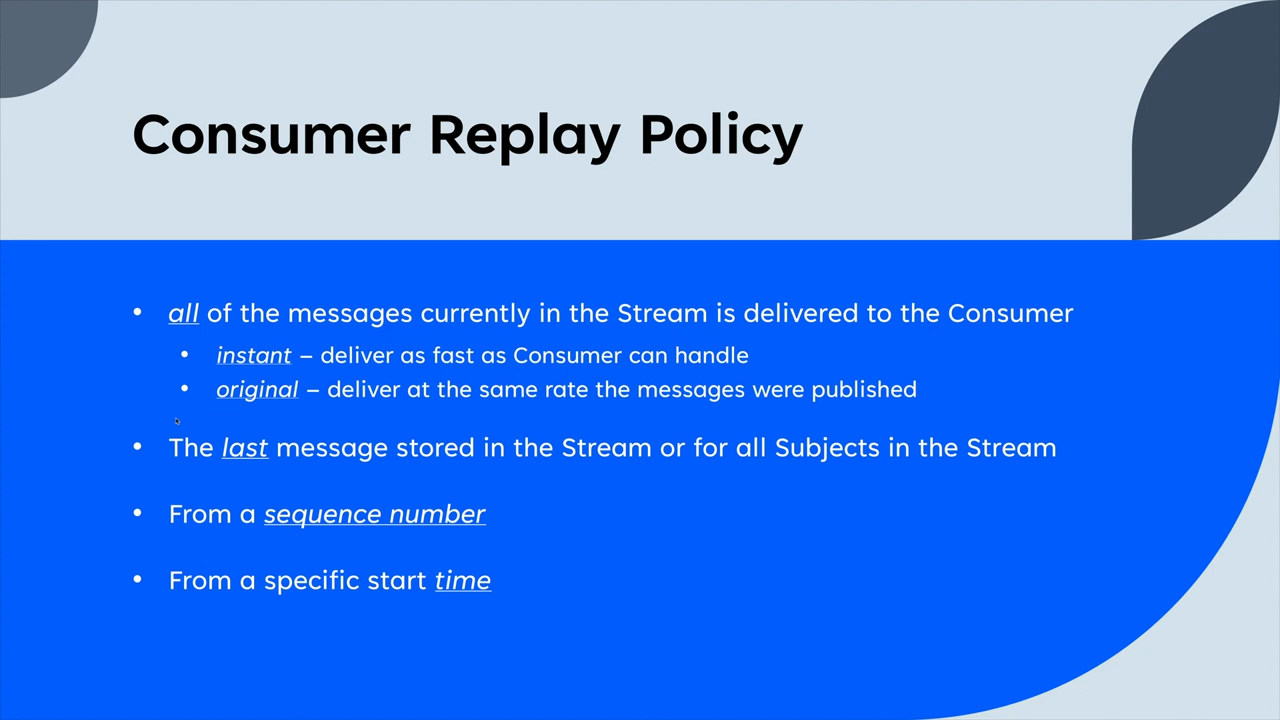 Consumer Replay Policy
• all of the messages currently in the Stream is delivered to the Consumer
• instant – deliver as fast as Consumer can handle
• original – deliver at the same rate the messages were published
• The last message stored in the Stream or for all Subjects in the Stream
• From a sequence number
• From a specific start time